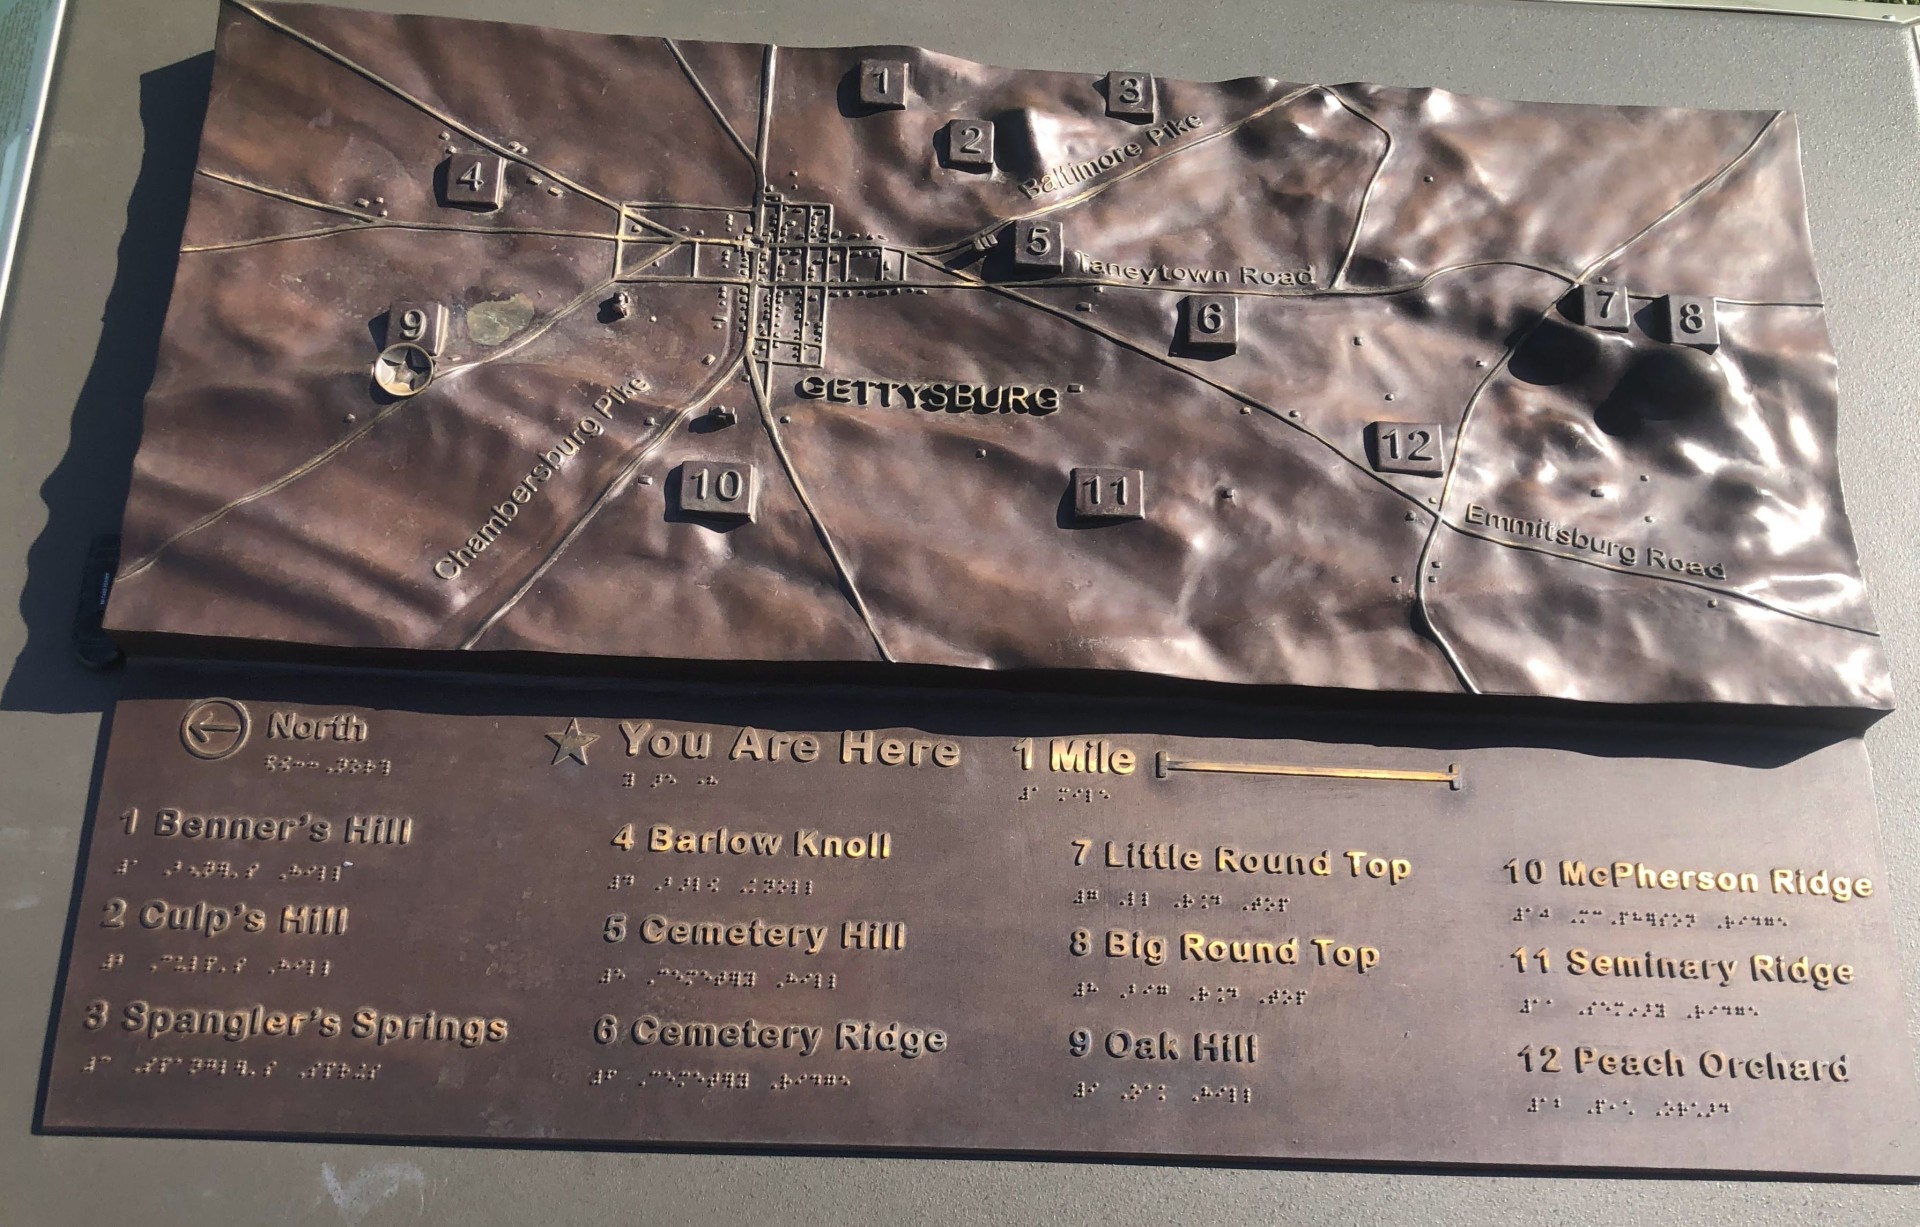 1
3
2
Baltimore Pike
4
5
Taneytown Road
6
7
8
9
GETTYSBURG
Chambersburg Pike
10
11
12
Emmitsburg Road
North
You Are Here
1 Mile
1 Benner's Hill
2 Culp's Hill
3 Spangler's Springs
4 Barlow Knoll
5 Cemetery Hill
6 Cemetery Ridge
7 Little Round Top
8 Big Round Top
9 Oak Hill
10 McPherson Ridge
11 Seminary Ridge
12 Peach Orchard